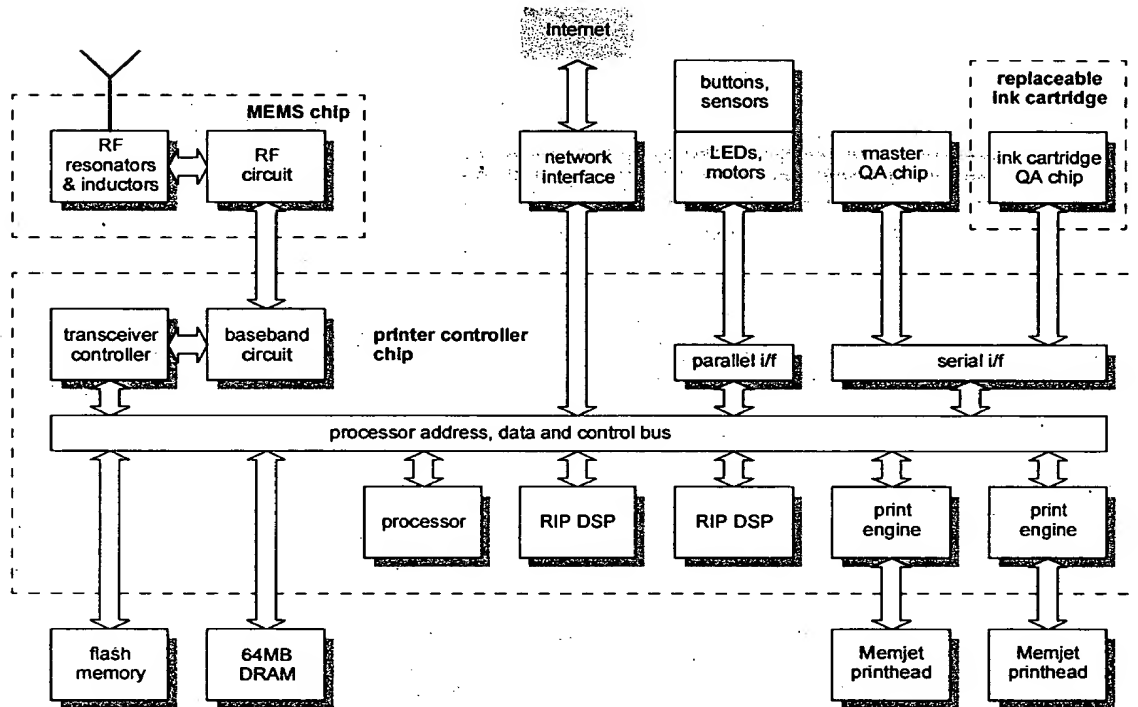 Internet
buttons,
sensors
replaceable
ink cartridge
MEMS chip
RF
resonators
& inductors
RF
circuit
network
interface
LEDs,
motors
master
QA chip
ink cartridge
QA chip
transceiver
controller
baseband
circuit
printer controller
chip
parallel i/f
serial i/f
processor address, data and control bus
processor
RIP DSP
RIP DSP
print
engine
print
engine
flash
memory
64MB
DRAM
Memjet
printhead
Memjet
printhead